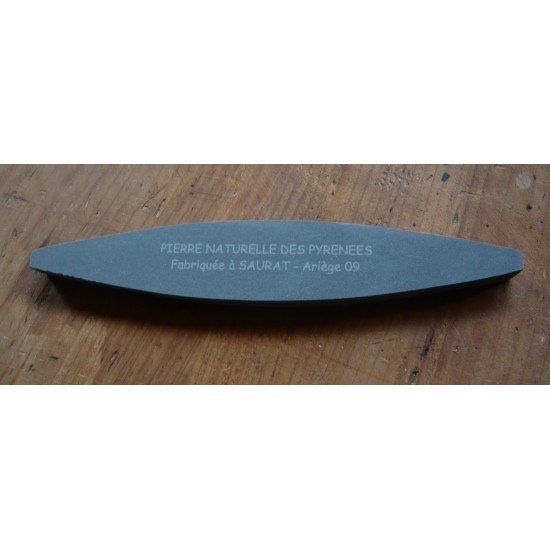 PIERRE NATURELLE DES PYRENEES
Fabriquée à SAURAT - Ariège 09